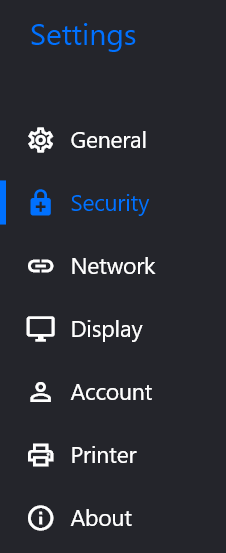 Settings
General
Security
Network
Display
Account
Printer
About